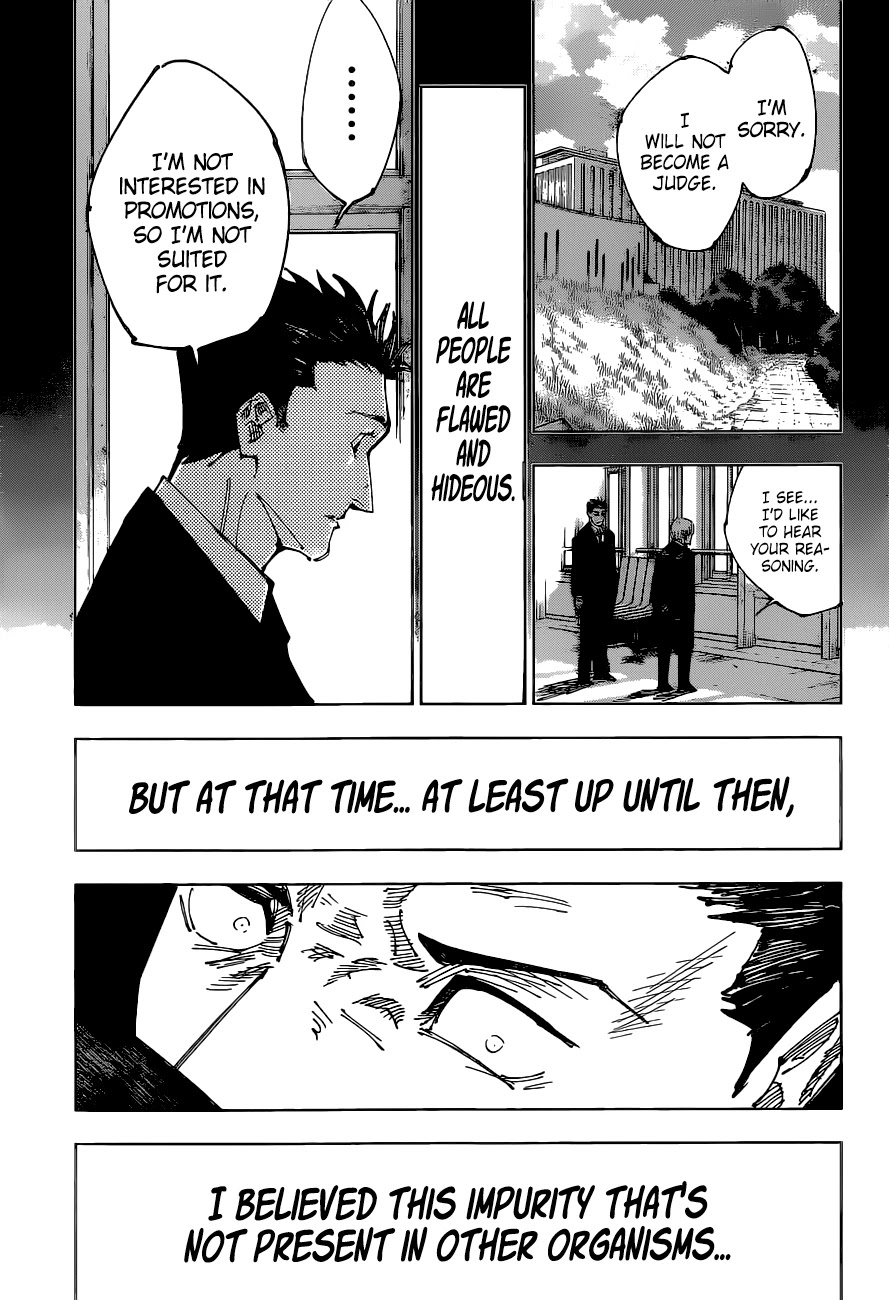 I'M
SORRY.
I
WILL NOT
BECOME A
JUDGE.
I SEE...
I'D LIKE
TO HEAR
YOUR REA-
SONING.
ALL
PEOPLE
ARE
FLAWED
AND
HIDEOUS.
......
I'M NOT
INTERESTED IN
PROMOTIONS,
SO I'M NOT
SUITED
FOR IT.
BUT AT THAT TIME... AT LEAST UP UNTIL THEN,
I BELIEVED THIS IMPURITY THAT'S
NOT PRESENT IN OTHER ORGANISMS...